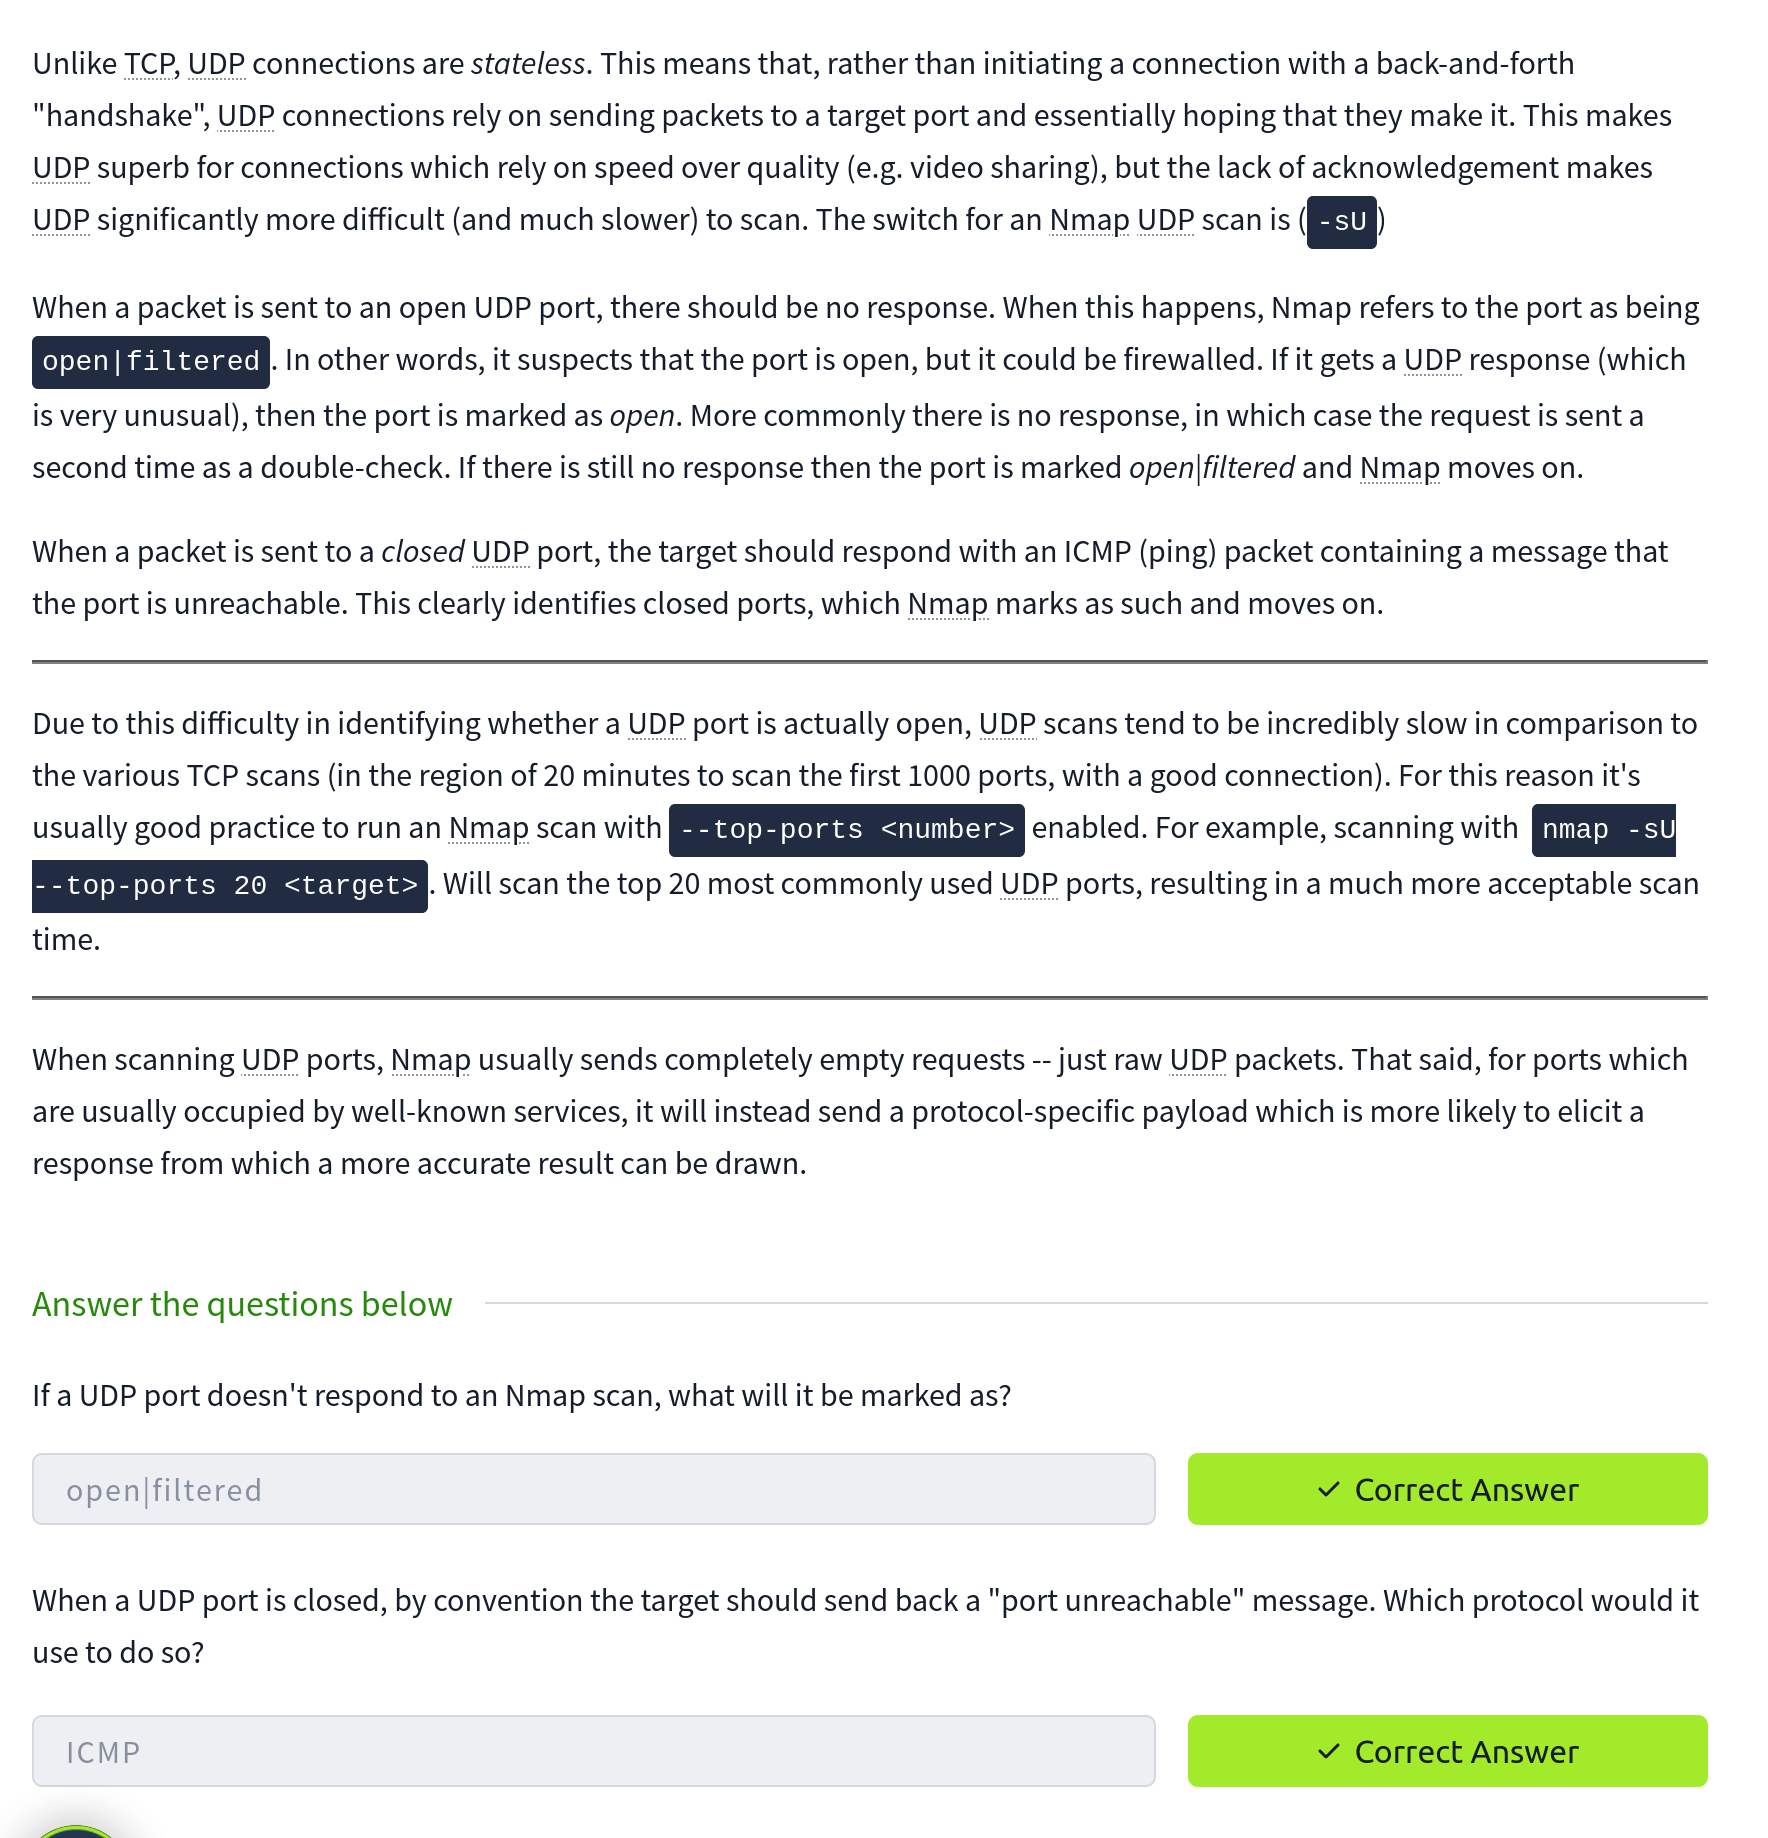 Unlike TCP, UDP connections are stateless. This means that, rather than initiating a connection with a back-and-forth
"handshake", UDP connections rely on sending packets to a target port and essentially hoping that they make it. This makes
UDP superb for connections which rely on speed over quality (e.g. video sharing), but the lack of acknowledgement makes
UDP significantly more difficult (and much slower) to scan. The switch for an Nmap UDP scan is (-sU)
When a packet is sent to an open UDP port, there should be no response. When this happens, Nmap refers to the port as being
open|filtered. In other words, it suspects that the port is open, but it could be firewalled. If it gets a UDP response (which
is very unusual), then the port is marked as open. More commonly there is no response, in which case the request is sent a
second time as a double-check. If there is still no response then the port is marked open|filtered and Nmap moves on.
When a packet is sent to a closed UDP port, the target should respond with an ICMP (ping) packet containing a message that
the port is unreachable. This clearly identifies closed ports, which Nmap marks as such and moves on.
Due to this difficulty in identifying whether a UDP port is actually open, UDP scans tend to be incredibly slow in comparison to
the various TCP scans (in the region of 20 minutes to scan the first 1000 ports, with a good connection). For this reason it's
usually good practice to run an Nmap scan with --top-ports <number> enabled. For example, scanning with nmap -sU
--top-ports 20 <target>. Will scan the top 20 most commonly used UDP ports, resulting in a much more acceptable scan
time.
When scanning UDP ports, Nmap usually sends completely empty requests -- just raw UDP packets. That said, for ports which
are usually occupied by well-known services, it will instead send a protocol-specific payload which is more likely to elicit a
response from which a more accurate result can be drawn.
Answer the questions below
If a UDP port doesn't respond to an Nmap scan, what will it be marked as?
open|filtered
✓ Correct Answer
When a UDP port is closed, by convention the target should send back a "port unreachable" message. Which protocol would it
use to do so?
ICMP
✓ Correct Answer